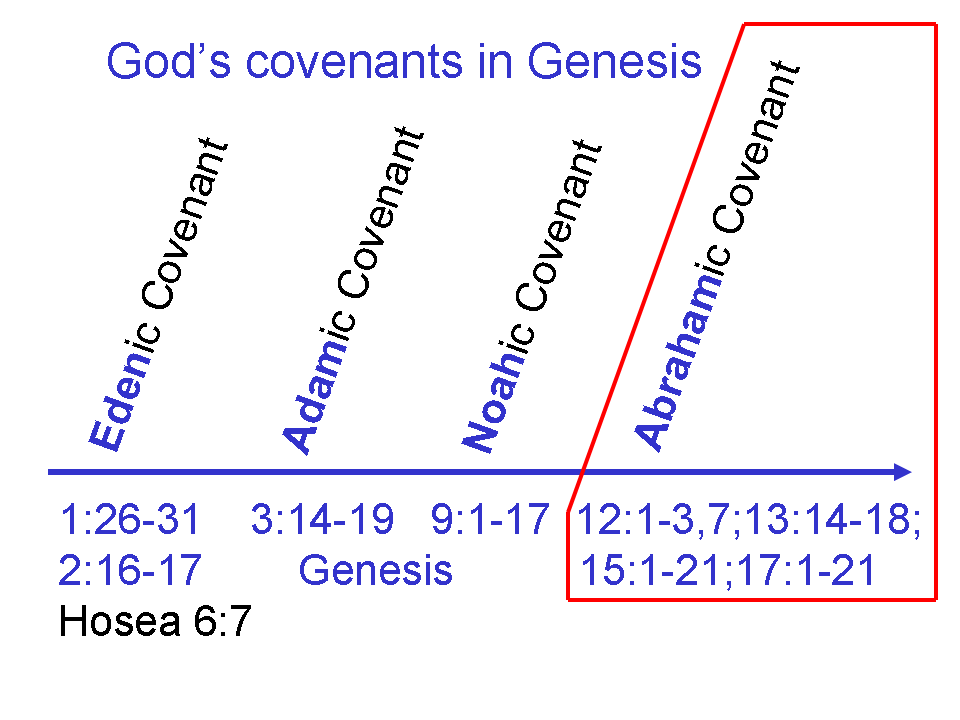 God's covenants in Genesis
Edenic Covenant
Adamic Covenant
Noahic Covenant
Abrahamic Covenant
1:26-31 3:14-19 9:1-17 12:1-3,7;13:14-18;
2:16-17 Genesis 15:1-21;17:1-21
Hosea 6:7